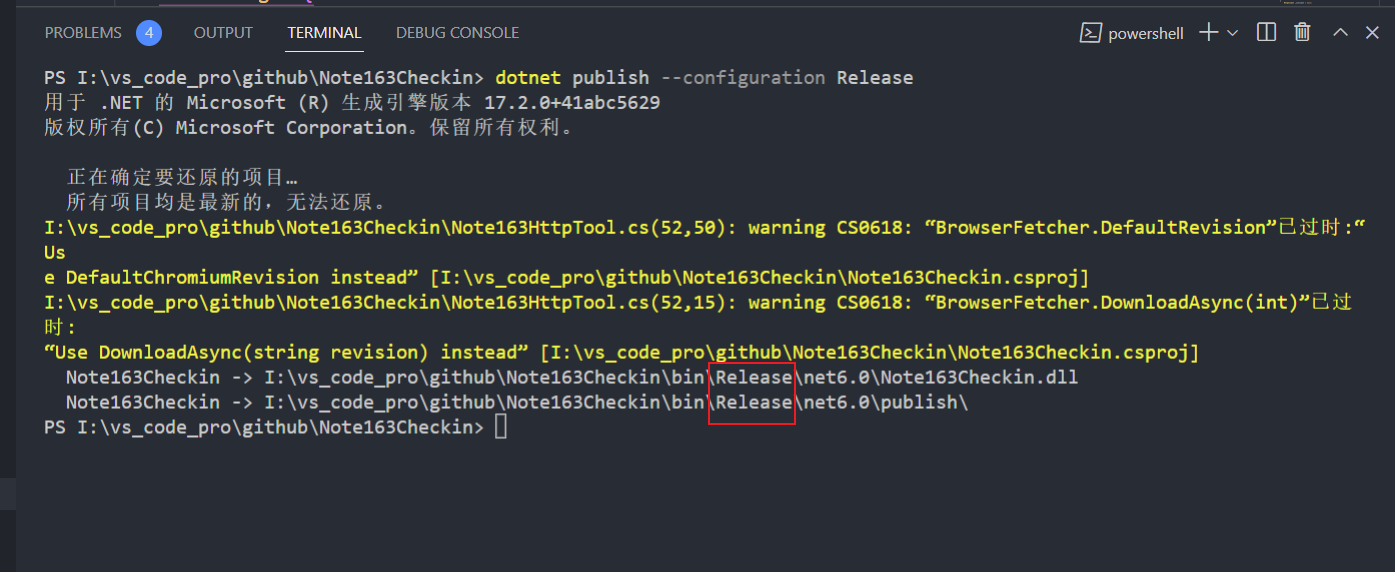 PROBLEMS 4 OUTPUT TERMINAL DEBUG CONSOLE powershell
PS I:\vs_code_pro\github\Note163Checkin> dotnet publish --configuration Release
用于 .NET 的 Microsoft (R) 生成引擎版本 17.2.0+41abc5629
版权所有(C) Microsoft Corporation。保留所有权利。
正在确定要还原的项目…
所有项目均是最新的，无法还原。
I:\vs_code_pro\github\Note163Checkin\Note163HttpTool.cs(52,50): warning CS0618: “BrowserFetcher.DefaultRevision”已过时:“
Us
e DefaultChromiumRevision instead” [I:\vs_code_pro\github\Note163Checkin\Note163Checkin.csproj]
I:\vs_code_pro\github\Note163Checkin\Note163HttpTool.cs(52,15): warning CS0618: “BrowserFetcher.DownloadAsync(int)”已过
时:
“Use DownloadAsync(string revision) instead” [I:\vs_code_pro\github\Note163Checkin\Note163Checkin.csproj]
Note163Checkin -> I:\vs_code_pro\github\Note163Checkin\bin\Release\net6.0\Note163Checkin.dll
Note163Checkin -> I:\vs_code_pro\github\Note163Checkin\bin\Release\net6.0\publish\
PS I:\vs_code_pro\github\Note163Checkin>